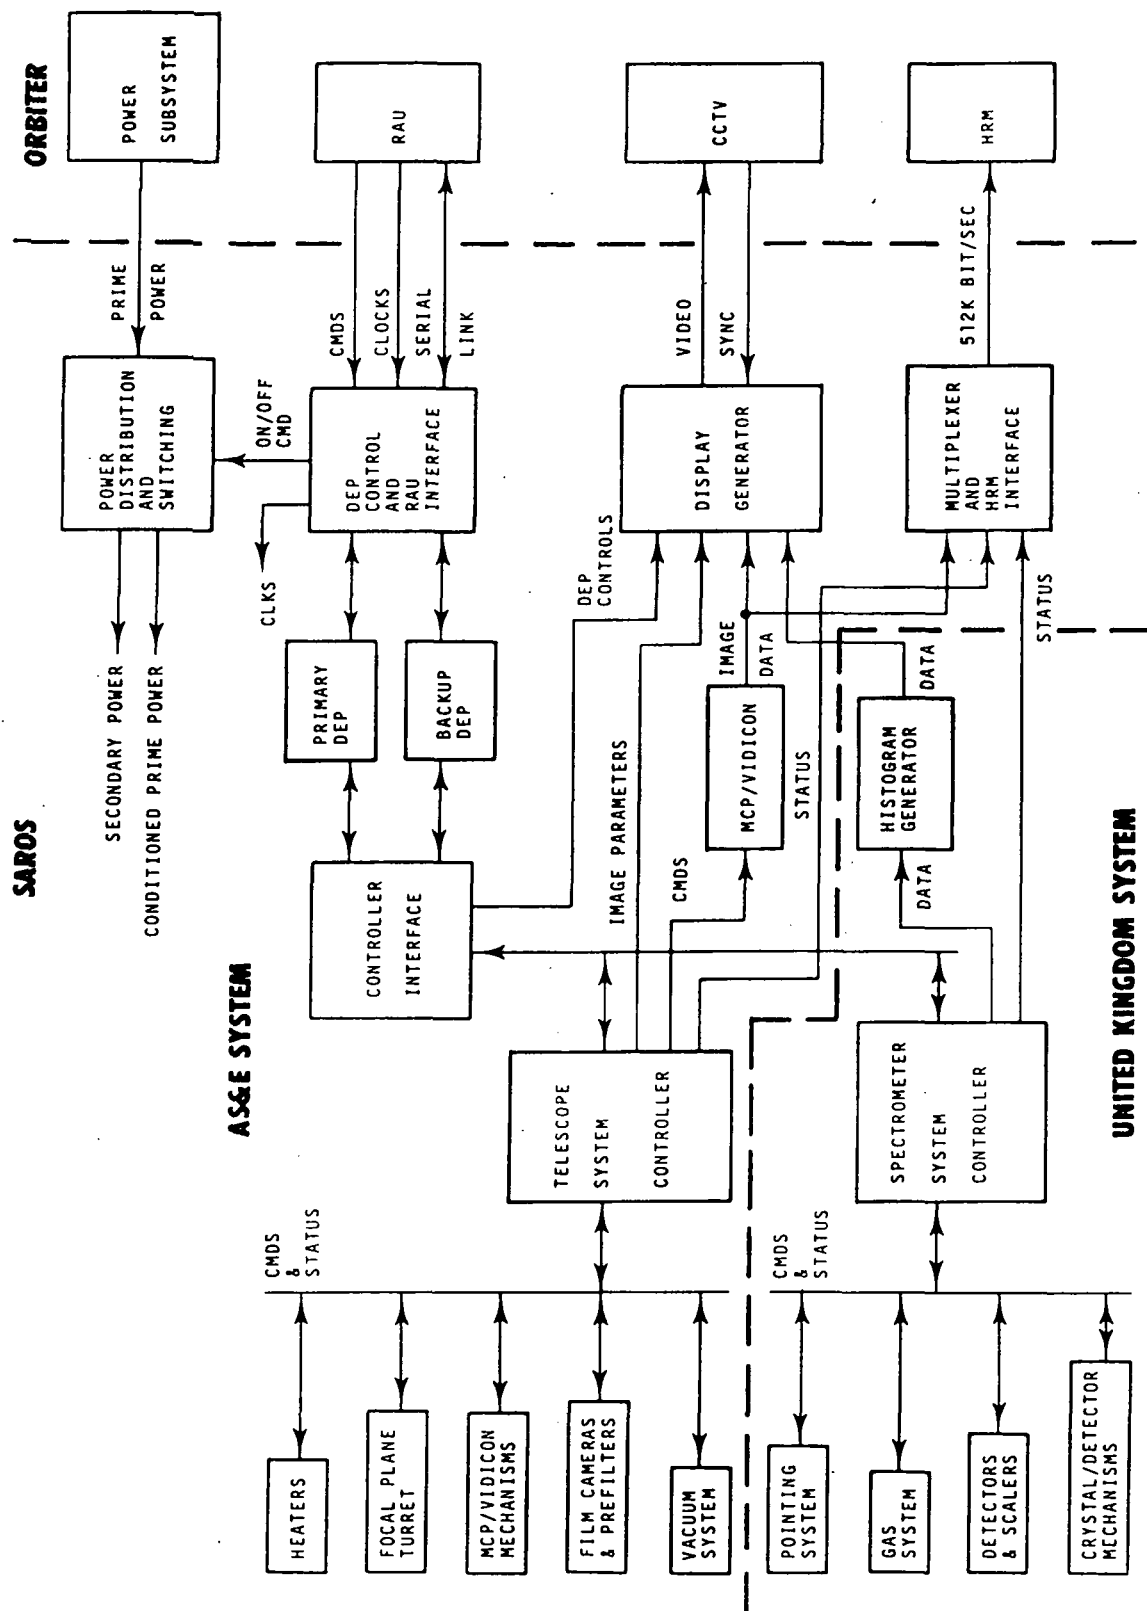 SAROS
ORBITER
AS&E SYSTEM
UNITED KINGDOM SYSTEM
HEATERS
FOCAL PLANE
TURRET
MCP/VIDICON
MECHANISMS
FILM CAMERAS
& PREFILTERS
VACUUM
SYSTEM
POINTING
SYSTEM
GAS
SYSTEM
DETECTORS
& SCALERS
CRYSTAL/DETECTOR
MECHANISMS
CMDS
&
STATUS
CMDS
&
STATUS
TELESCOPE
SYSTEM
CONTROLLER
SPECTROMETER
SYSTEM
CONTROLLER
CONTROLLER
INTERFACE
SECONDARY POWER
CONDITIONED PRIME POWER
IMAGE PARAMETERS
CMDS
MCP/VIDICON
STATUS
HISTOGRAM
GENERATOR
DATA
DATA
IMAGE
DATA
STATUS
PRIMARY
DEP
BACKUP
DEP
CLKS
DEP
CONTROLS
POWER
DISTRIBUTION
AND
SWITCHING
ON/OFF
CMD
DEP
CONTROL
AND
RAU
INTERFACE
DISPLAY
GENERATOR
MULTIPLEXER
AND
HRM
INTERFACE
PRIME
POWER
CMDS
CLOCKS
SERIAL
LINK
VIDEO
SYNC
512K BIT/SEC
POWER
SUBSYSTEM
RAU
CCTV
HRM